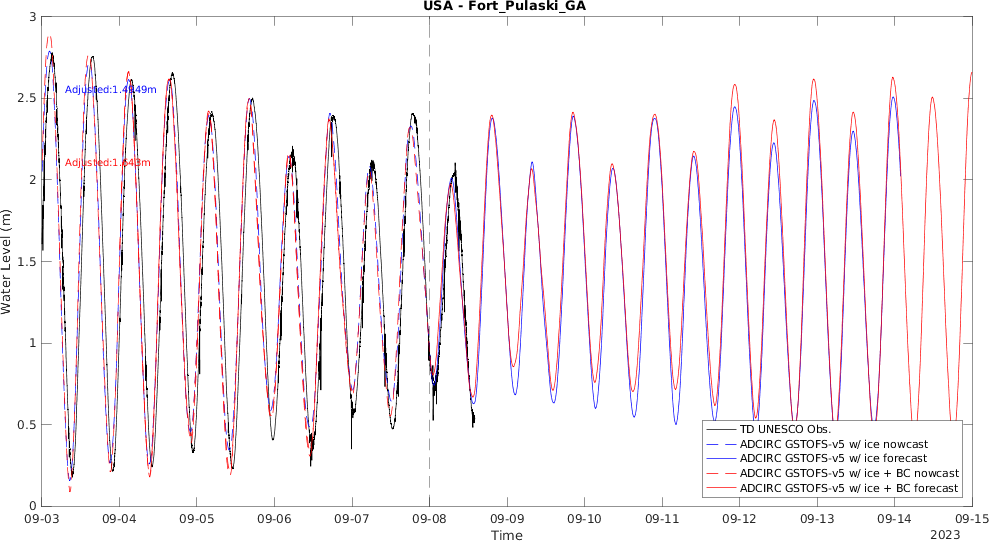 USA - Fort_Pulaski_GA
3
2.5
2
1.5
1
0.5
0
Water Level (m)
Adjusted:1.4949m
Adjusted:1.543m
TD UNESCO Obs.
ADCIRC GSTOFS-v5 w/ ice nowcast
ADCIRC GSTOFS-v5 w/ ice forecast
ADCIRC GSTOFS-v5 w/ ice + BC nowcast
ADCIRC GSTOFS-v5 w/ ice + BC forecast
09-03 09-04 09-05 09-06 09-07 09-08 09-09 09-10 09-11 09-12 09-13 09-14 09-15
Time
2023